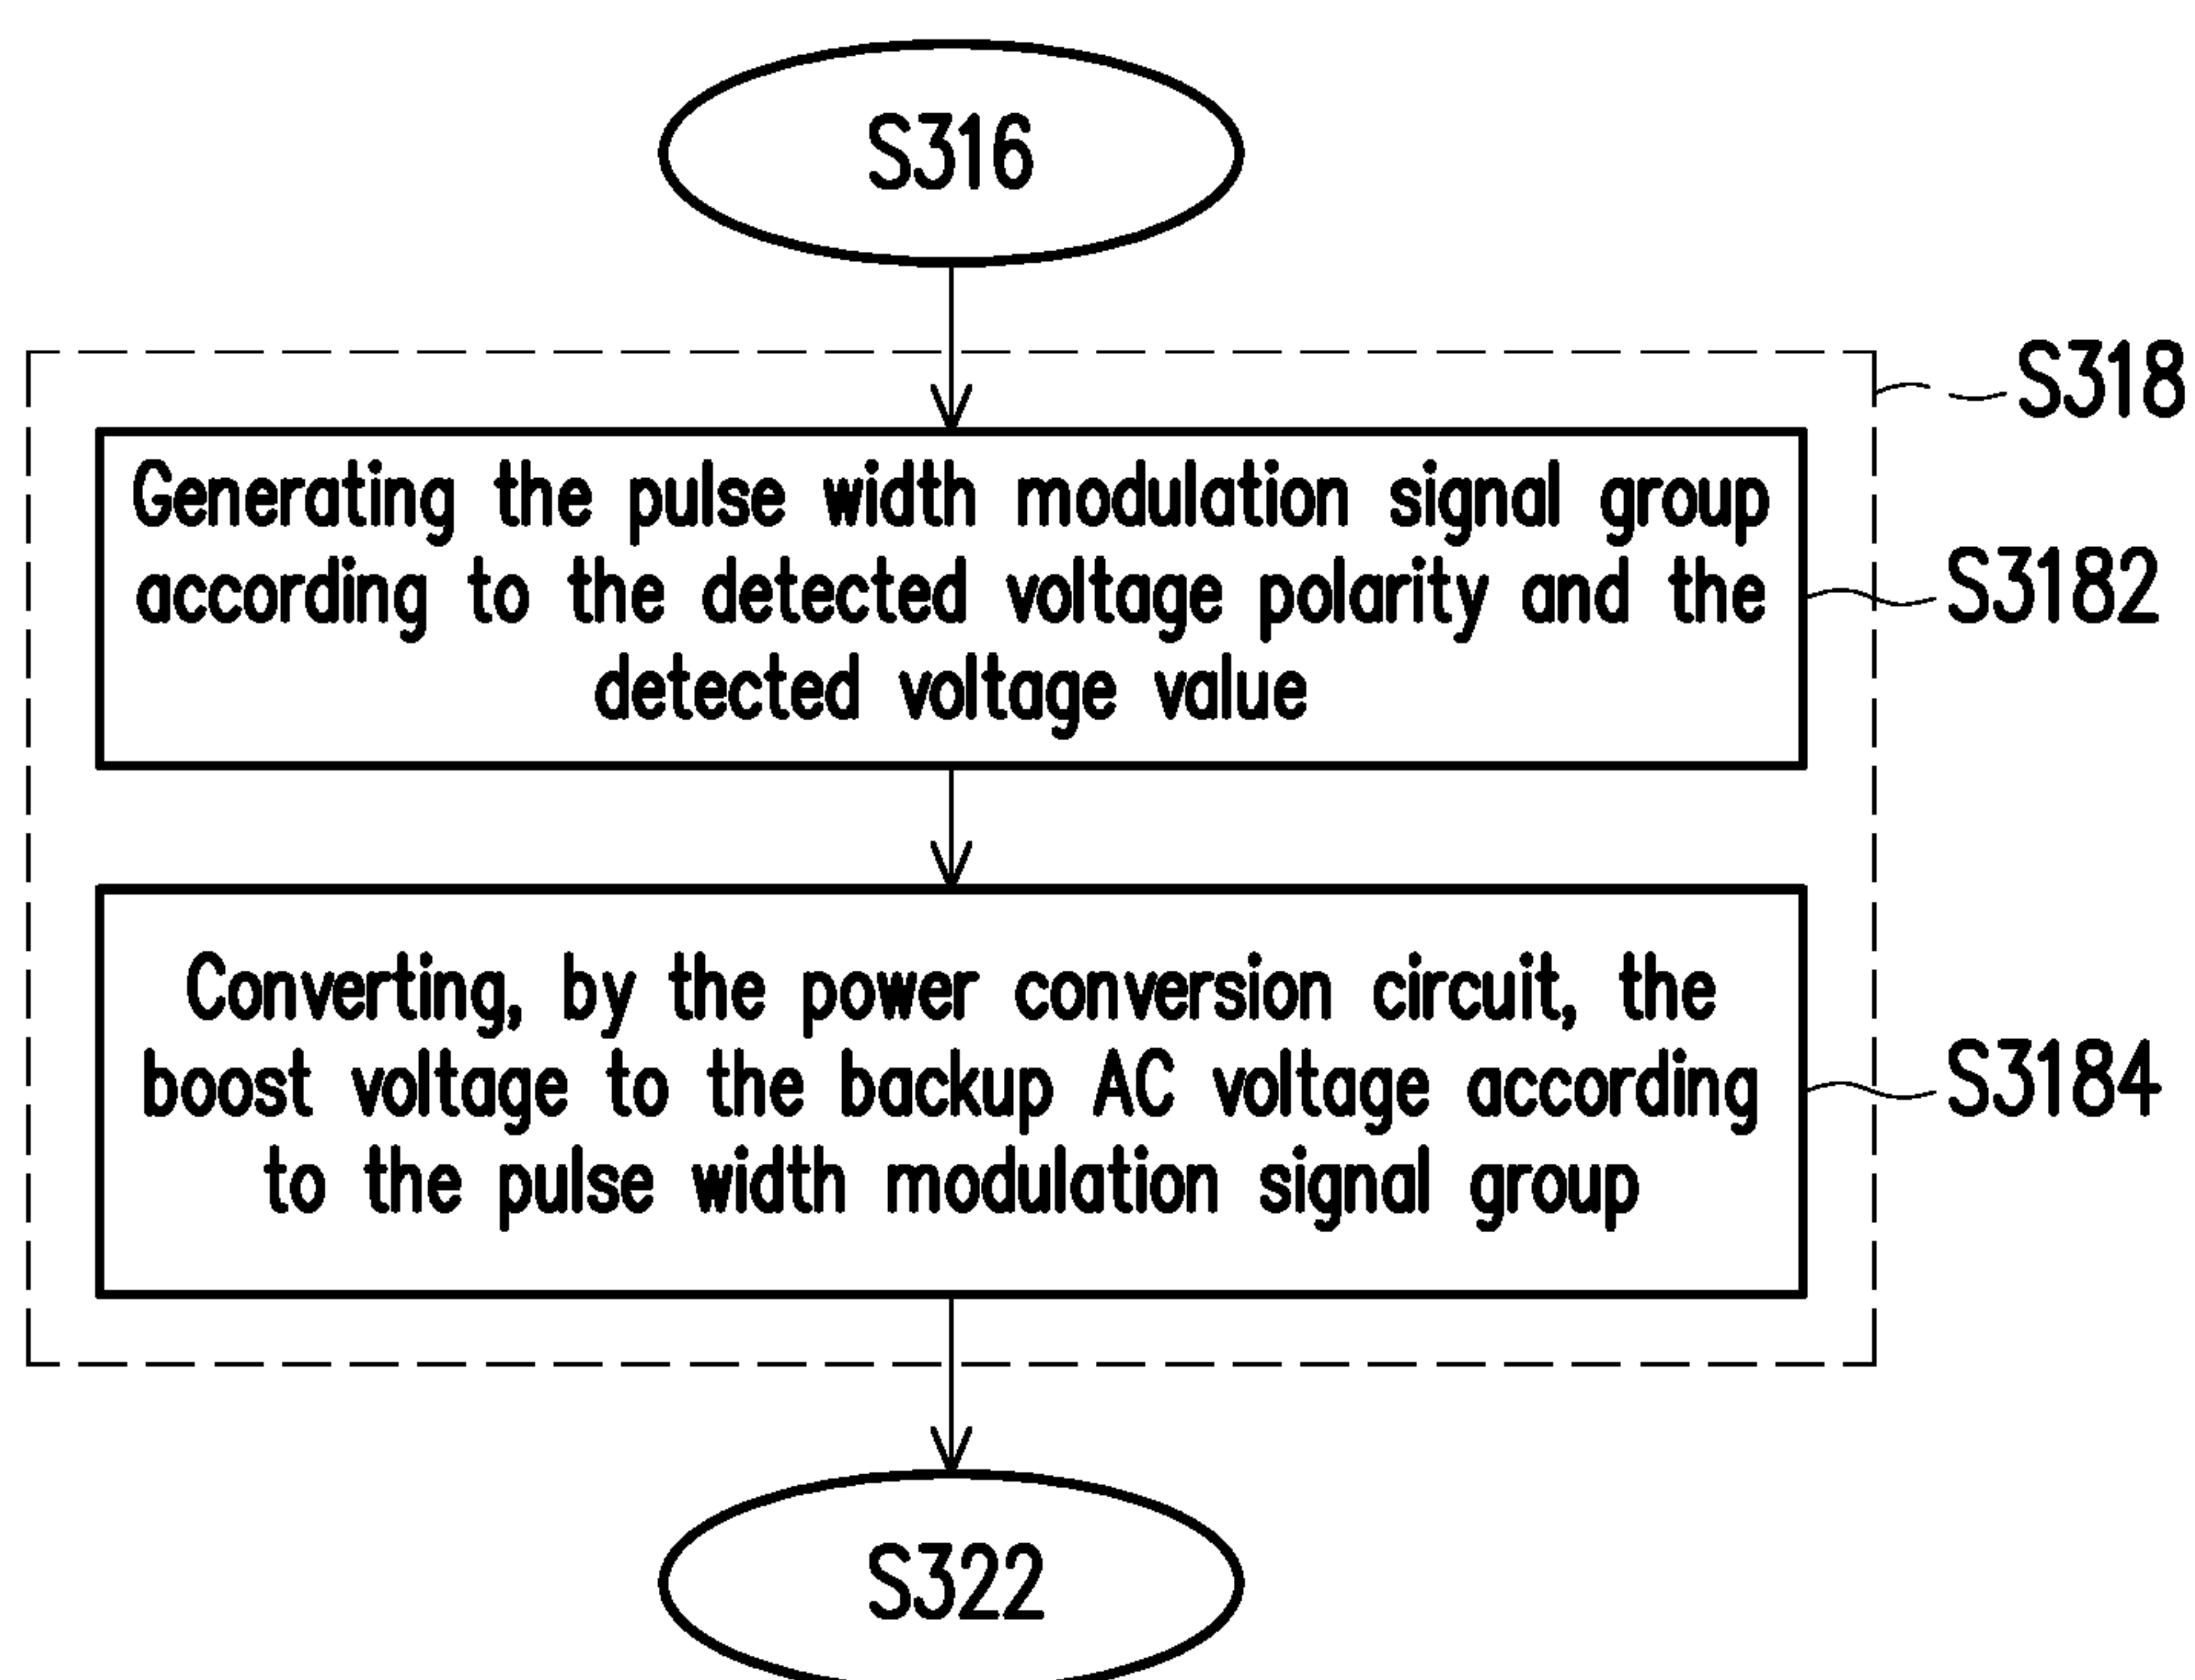 S316
S318
Generating the pulse width modulation signal group
according to the detected voltage polarity and the
detected voltage value
S3182
Converting, by the power conversion circuit, the
boost voltage to the backup AC voltage according
to the pulse width modulation signal group
S3184
S322